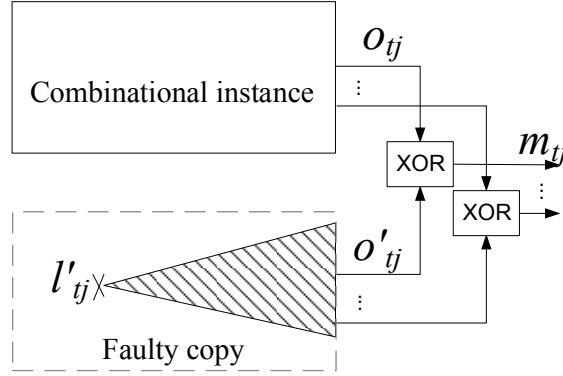 o_tj
Combinational instance
⋮
XOR
m_tj
⋮
XOR
o'_tj
l'_tj
⋮
Faulty copy